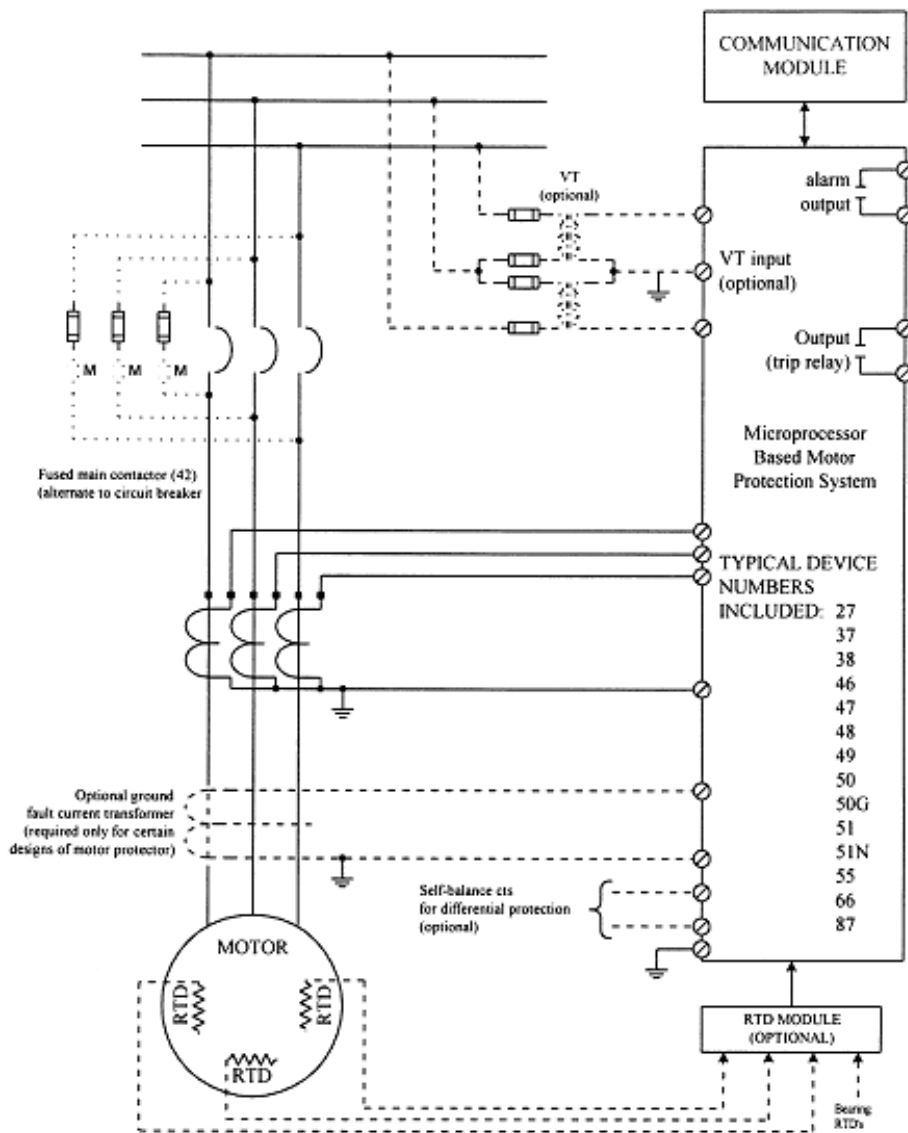 COMMUNICATION
MODULE
VT
(optional)
alarm
output
VT input
(optional)
Output
(trip relay)
M
M
M
Microprocessor
Based Motor
Protection System
Fused main contactor (42)
(alternate to circuit breaker
TYPICAL DEVICE
NUMBERS
INCLUDED: 27
37
38
46
47
48
49
50
50G
51
51N
55
66
87
Optional ground
fault current transformer
(required only for certain
designs of motor protector)
Self-balance cts
for differential protection
(optional)
MOTOR
RTD
RTD
RTD
RTD MODULE
(OPTIONAL)
Bearing
RTD's